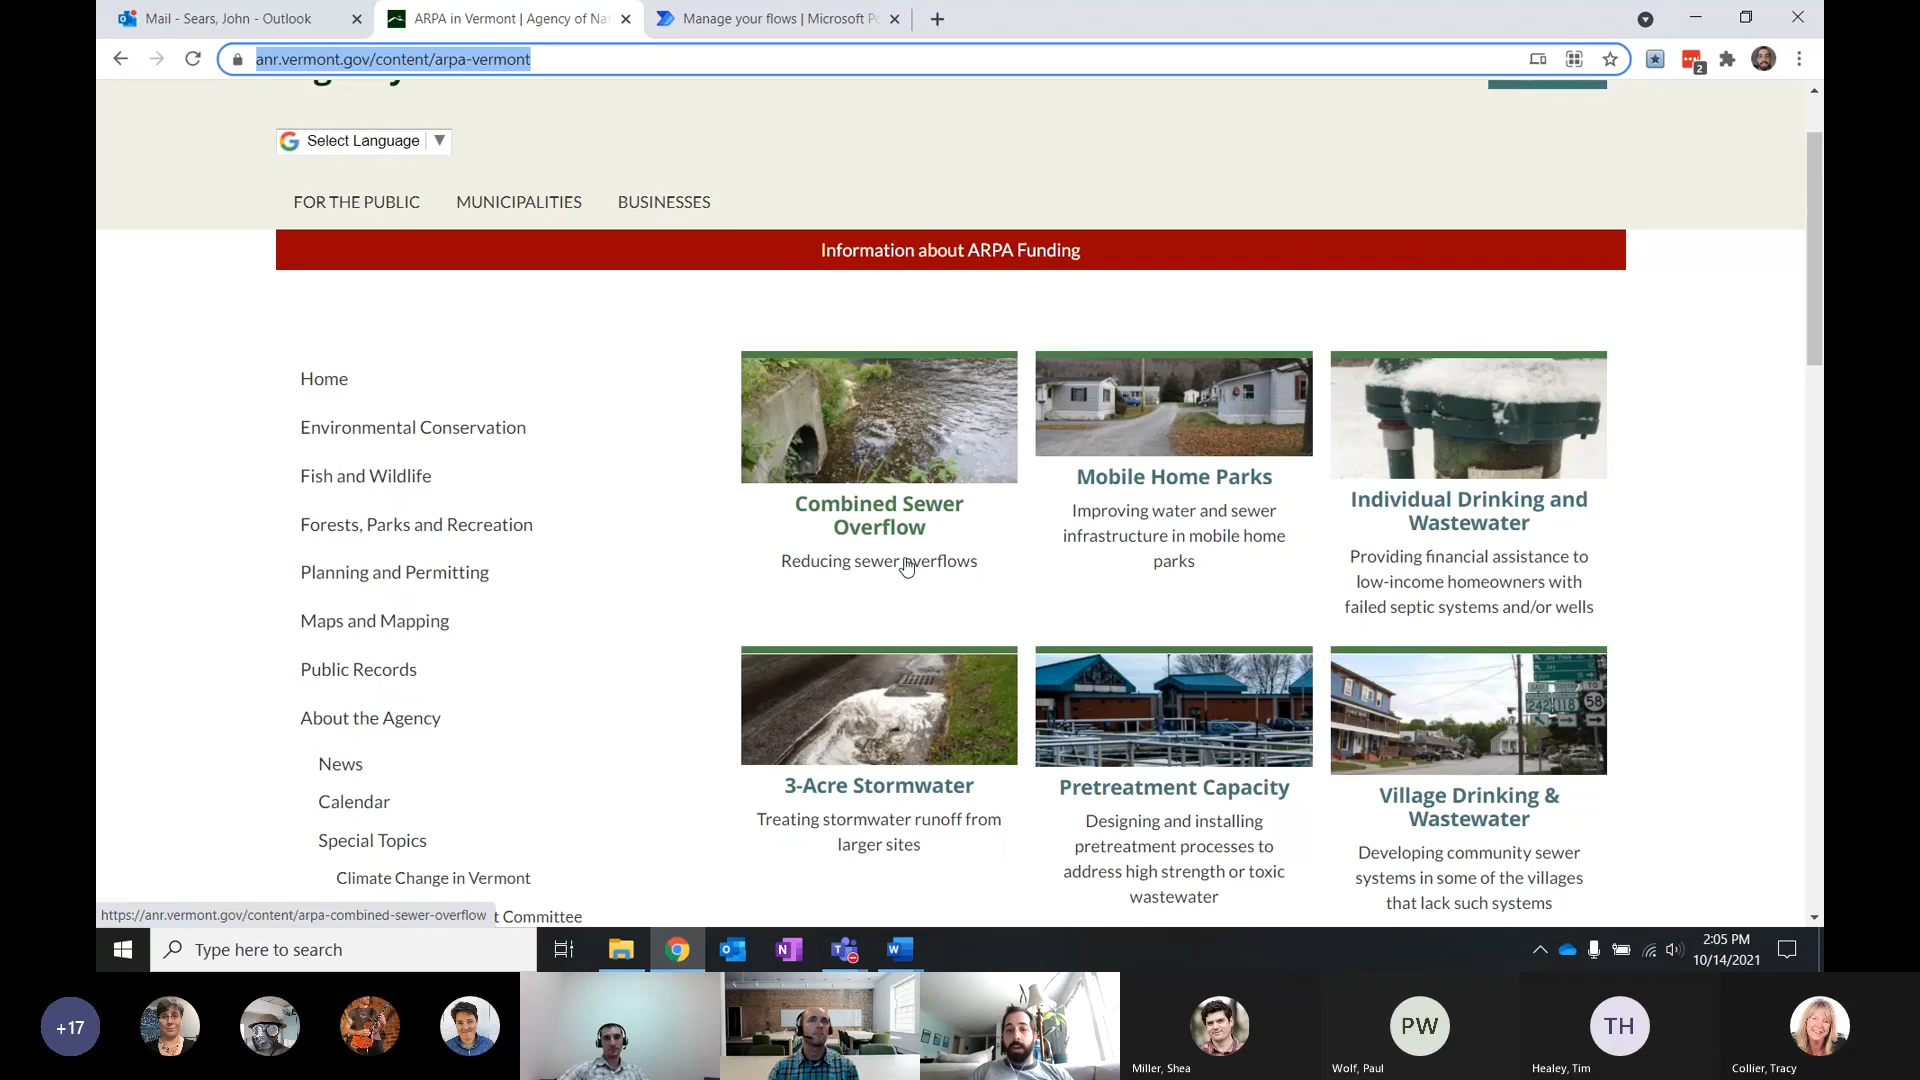 Mail - Sears, John - Outlook
ARPA in Vermont | Agency of Na
Manage your flows | Microsoft Po
anr.vermont.gov/content/arpa-vermont
2
Select Language
FOR THE PUBLIC
MUNICIPALITIES
BUSINESSES
Information about ARPA Funding
Home
Environmental Conservation
Fish and Wildlife
Forests, Parks and Recreation
Planning and Permitting
Maps and Mapping
Public Records
About the Agency
News
Calendar
Special Topics
Climate Change in Vermont
t Committee
Combined Sewer
Overflow
Reducing sewer overflows
Mobile Home Parks
Improving water and sewer
infrastructure in mobile home
parks
Individual Drinking and
Wastewater
Providing financial assistance to
low-income homeowners with
failed septic systems and/or wells
3-Acre Stormwater
Treating stormwater runoff from
larger sites
Pretreatment Capacity
Designing and installing
pretreatment processes to
address high strength or toxic
wastewater
242
118
58
Village Drinking &
Wastewater
Developing community sewer
systems in some of the villages
that lack such systems
https://anr.vermont.gov/content/arpa-combined-sewer-overflow
Type here to search
2:05 PM
10/14/2021
+17
Miller, Shea
PW
Wolf, Paul
TH
Healey, Tim
Collier, Tracy